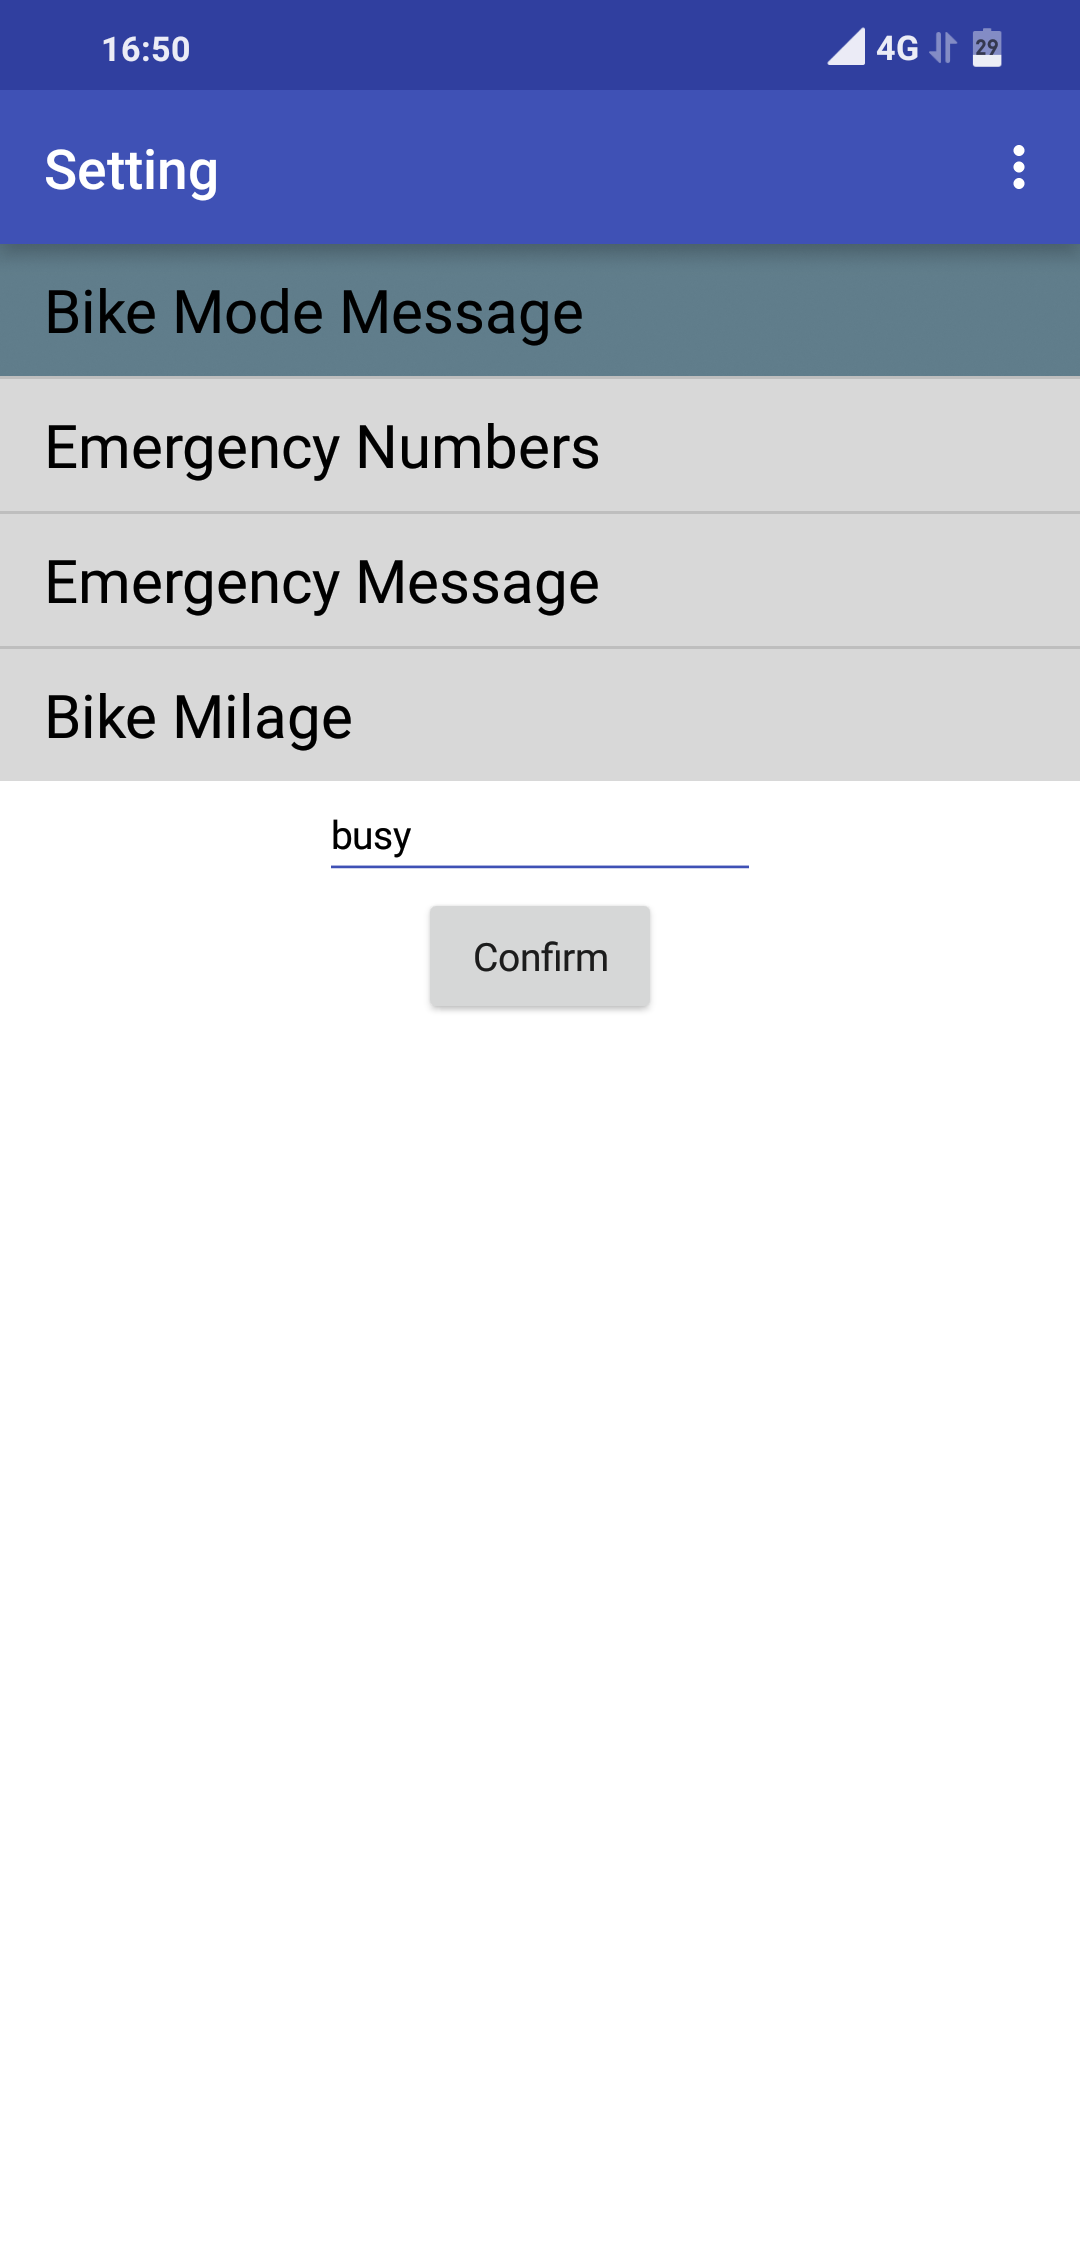 16:50 4G 29
Setting
Bike Mode Message
Emergency Numbers
Emergency Message
Bike Milage
busy
Confirm